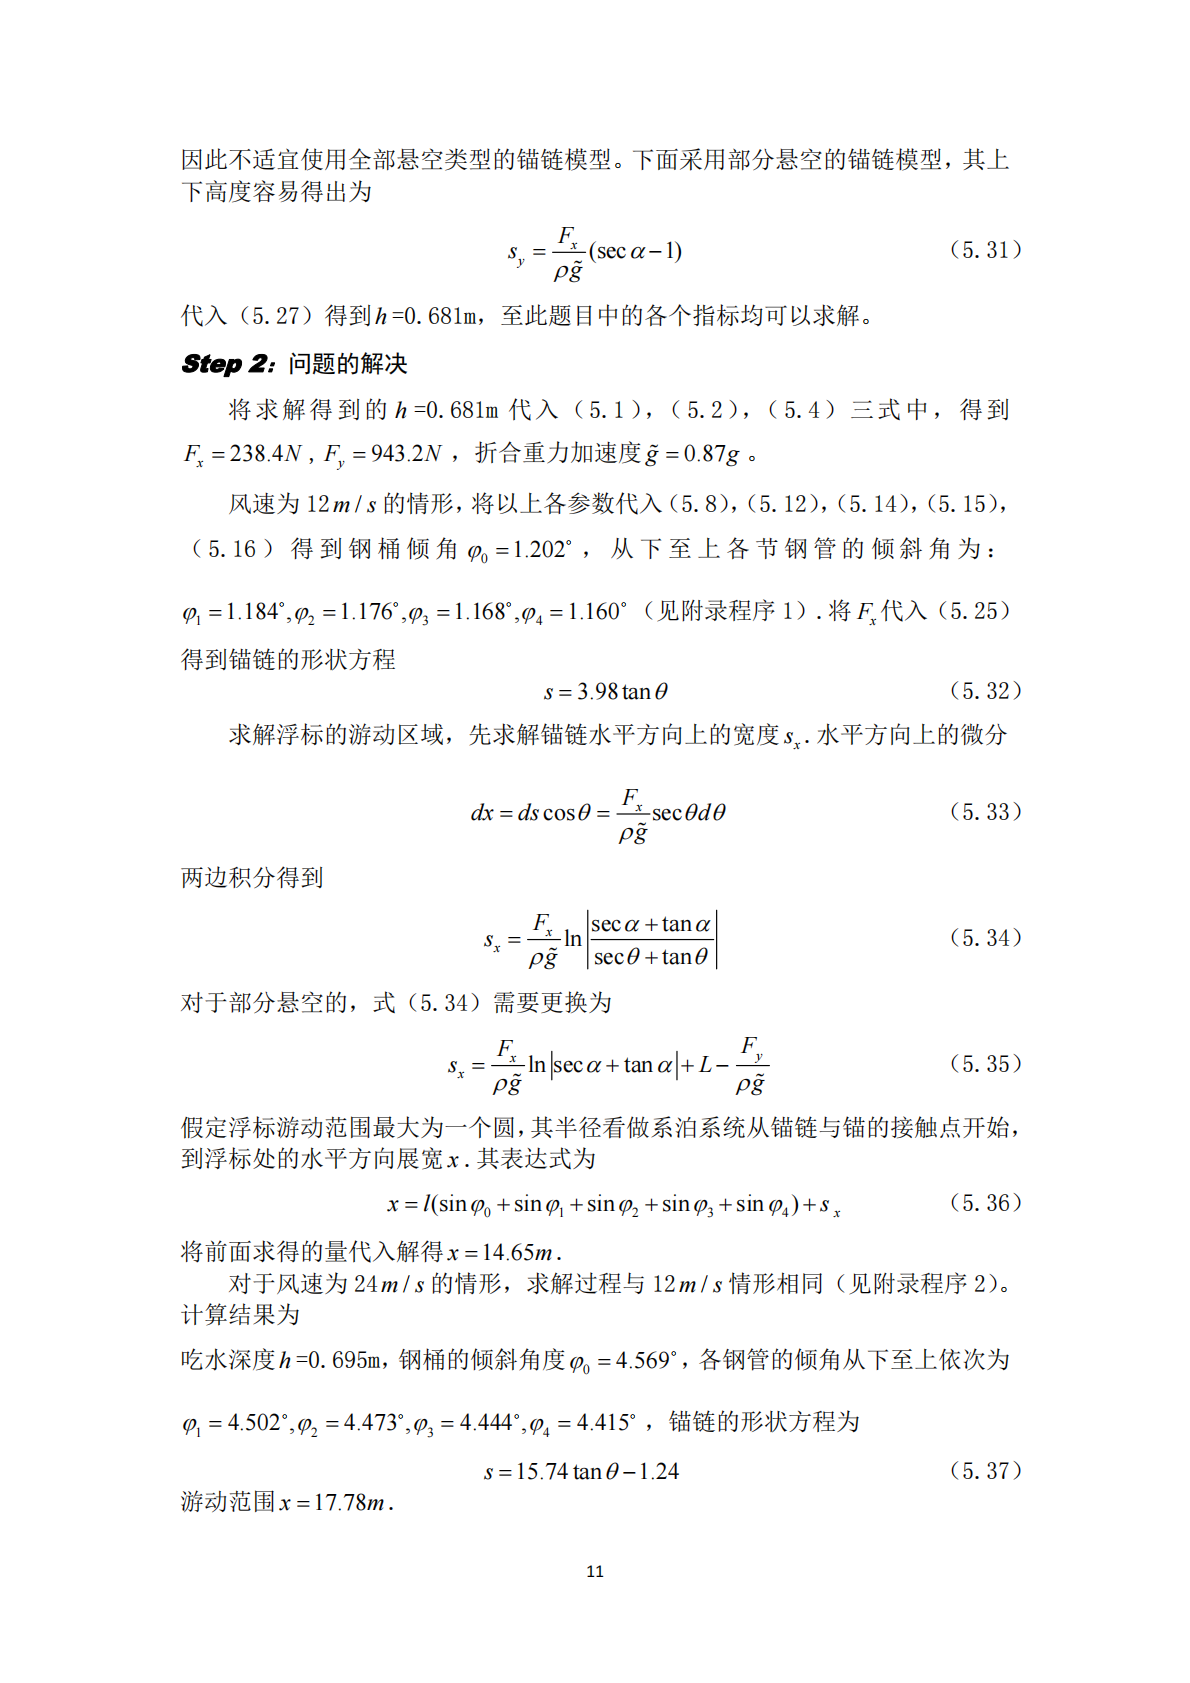 因此不适宜使用全部悬空类型的锚链模型。下面采用部分悬空的锚链模型，其上
下高度容易得出为
$s_y = \frac{F_x}{\rho \tilde{g}}(\sec\alpha - 1)$ （5.31）
代入（5.27）得到 h =0.681m，至此题目中的各个指标均可以求解。
Step 2：问题的解决
将求解得到的 h =0.681m 代入（5.1），（5.2），（5.4）三式中，得到
$F_x = 238.4N$ , $F_y = 943.2N$ ，折合重力加速度 $\tilde{g} = 0.87g$ 。
风速为 12 m / s 的情形，将以上各参数代入（5.8），（5.12），（5.14），（5.15），
（5.16）得到钢桶倾角 $\varphi_0 = 1.202^\circ$ ，从下至上各节钢管的倾斜角为：
$\varphi_1 = 1.184^\circ, \varphi_2 = 1.176^\circ, \varphi_3 = 1.168^\circ, \varphi_4 = 1.160^\circ$（见附录程序 1）. 将 $F_x$ 代入（5.25）
得到锚链的形状方程
$s = 3.98\tan\theta$ （5.32）
求解浮标的游动区域，先求解锚链水平方向上的宽度 $s_x$ . 水平方向上的微分
$dx = ds\cos\theta = \frac{F_x}{\rho \tilde{g}}\sec\theta d\theta$ （5.33）
两边积分得到
$s_x = \frac{F_x}{\rho \tilde{g}}\ln\left|\frac{\sec\alpha + \tan\alpha}{\sec\theta + \tan\theta}\right|$ （5.34）
对于部分悬空的，式（5.34）需要更换为
$s_x = \frac{F_x}{\rho \tilde{g}}\ln\left|\sec\alpha + \tan\alpha\right| + L - \frac{F_y}{\rho \tilde{g}}$ （5.35）
假定浮标游动范围最大为一个圆，其半径看做系泊系统从锚链与锚的接触点开始，
到浮标处的水平方向展宽 x . 其表达式为
$x = l(\sin\varphi_0 + \sin\varphi_1 + \sin\varphi_2 + \sin\varphi_3 + \sin\varphi_4) + s_x$ （5.36）
将前面求得的量代入解得 x = 14.65m .
对于风速为 24 m / s 的情形，求解过程与 12 m / s 情形相同（见附录程序 2）。
计算结果为
吃水深度 h =0.695m，钢桶的倾斜角度 $\varphi_0 = 4.569^\circ$，各钢管的倾角从下至上依次为
$\varphi_1 = 4.502^\circ, \varphi_2 = 4.473^\circ, \varphi_3 = 4.444^\circ, \varphi_4 = 4.415^\circ$ ，锚链的形状方程为
$s = 15.74\tan\theta - 1.24$ （5.37）
游动范围 x = 17.78m .
11